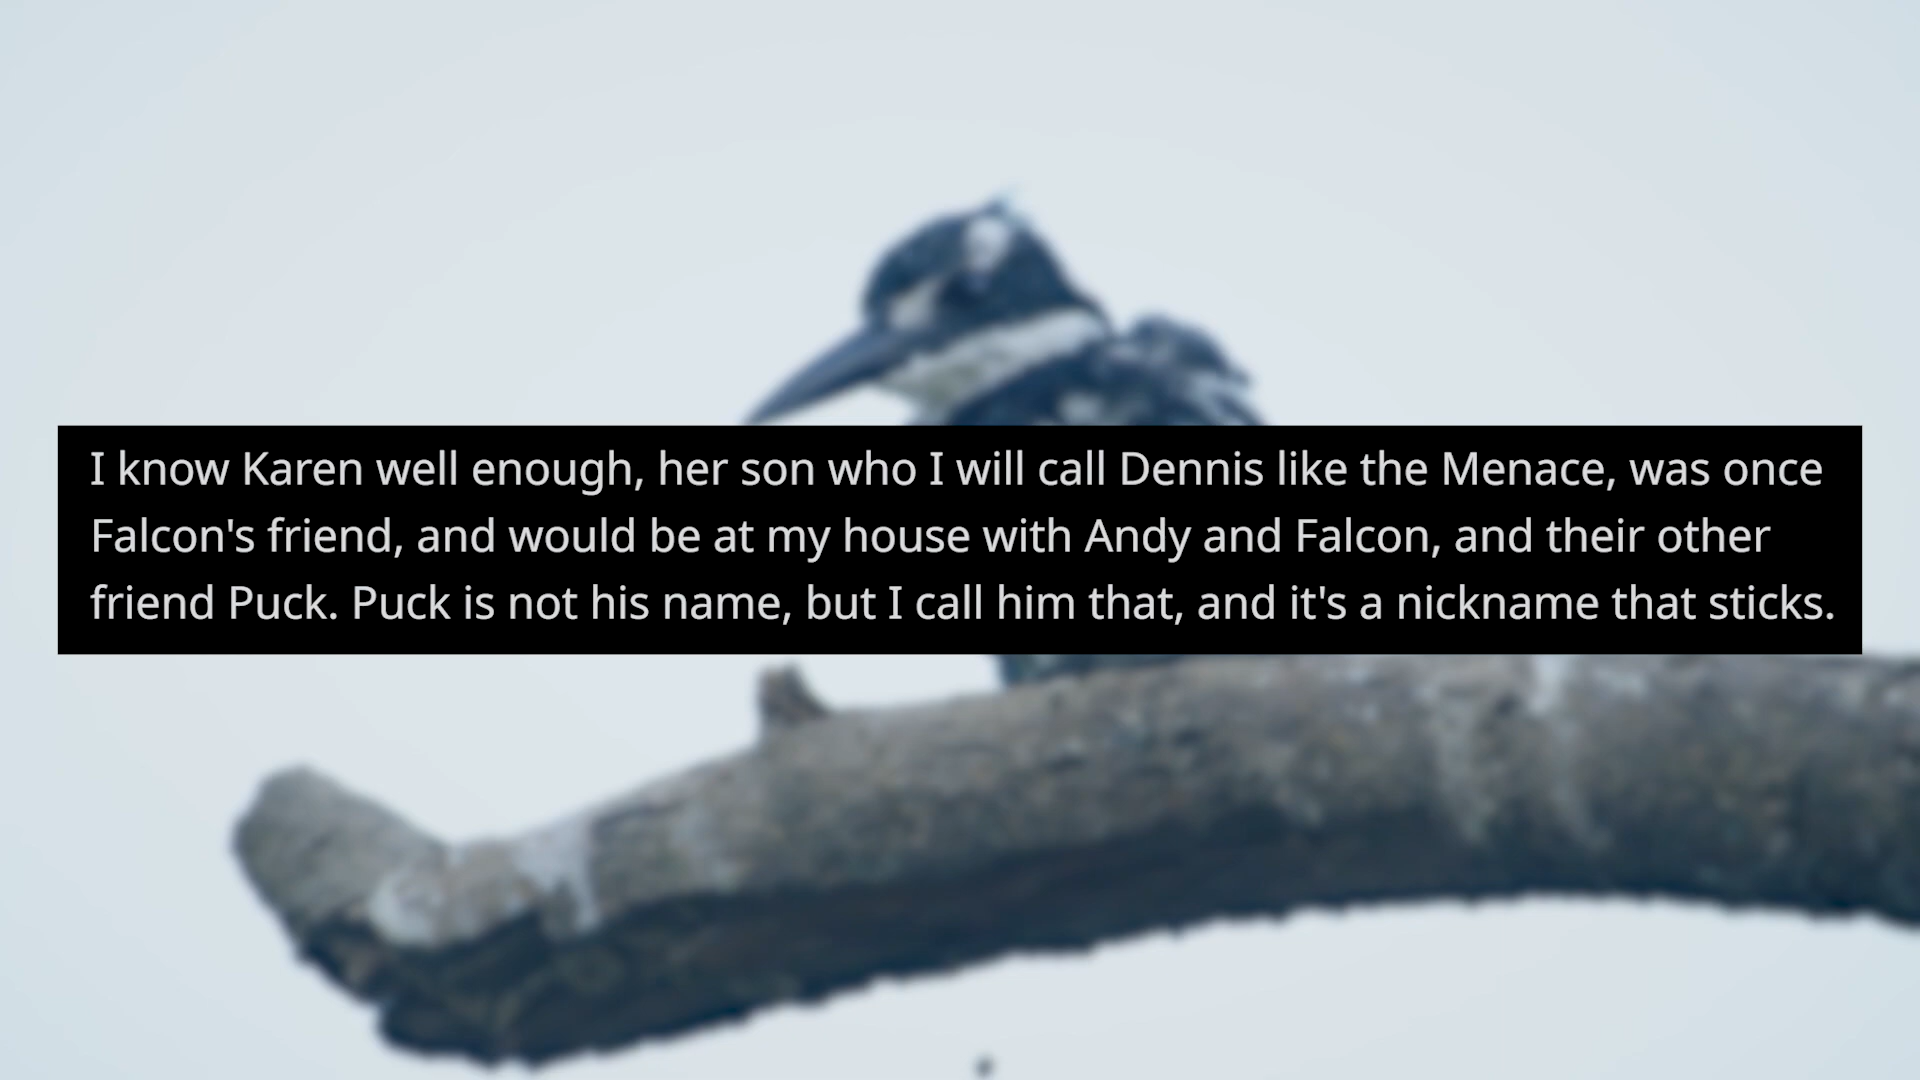 I know Karen well enough, her son who I will call Dennis like the Menace, was once
Falcon's friend, and would be at my house with Andy and Falcon, and their other
friend Puck. Puck is not his name, but I call him that, and it's a nickname that sticks.